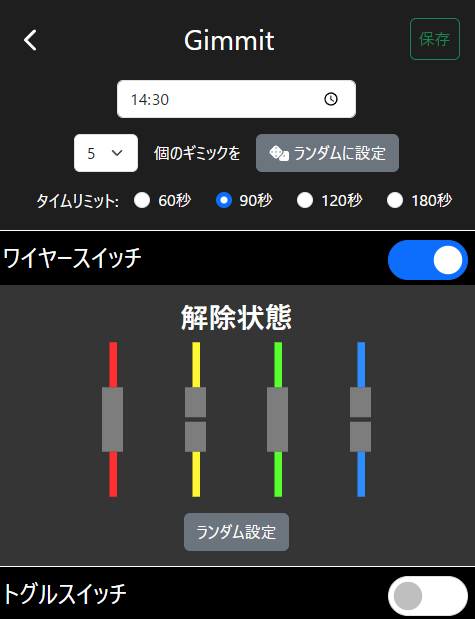 Gimmit 保存
14:30
5 個のギミックを ランダムに設定
タイムリミット: 60秒 90秒 120秒 180秒
ワイヤースイッチ
解除状態
ランダム設定
トグルスイッチ